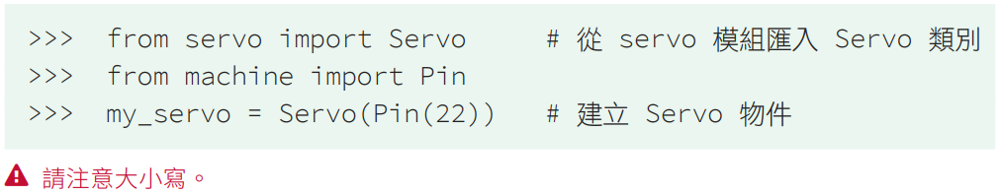 >>> from servo import Servo # 從 servo 模組匯入 Servo 類別
>>> from machine import Pin
>>> my_servo = Servo(Pin(22)) # 建立 Servo 物件
請注意大小寫。